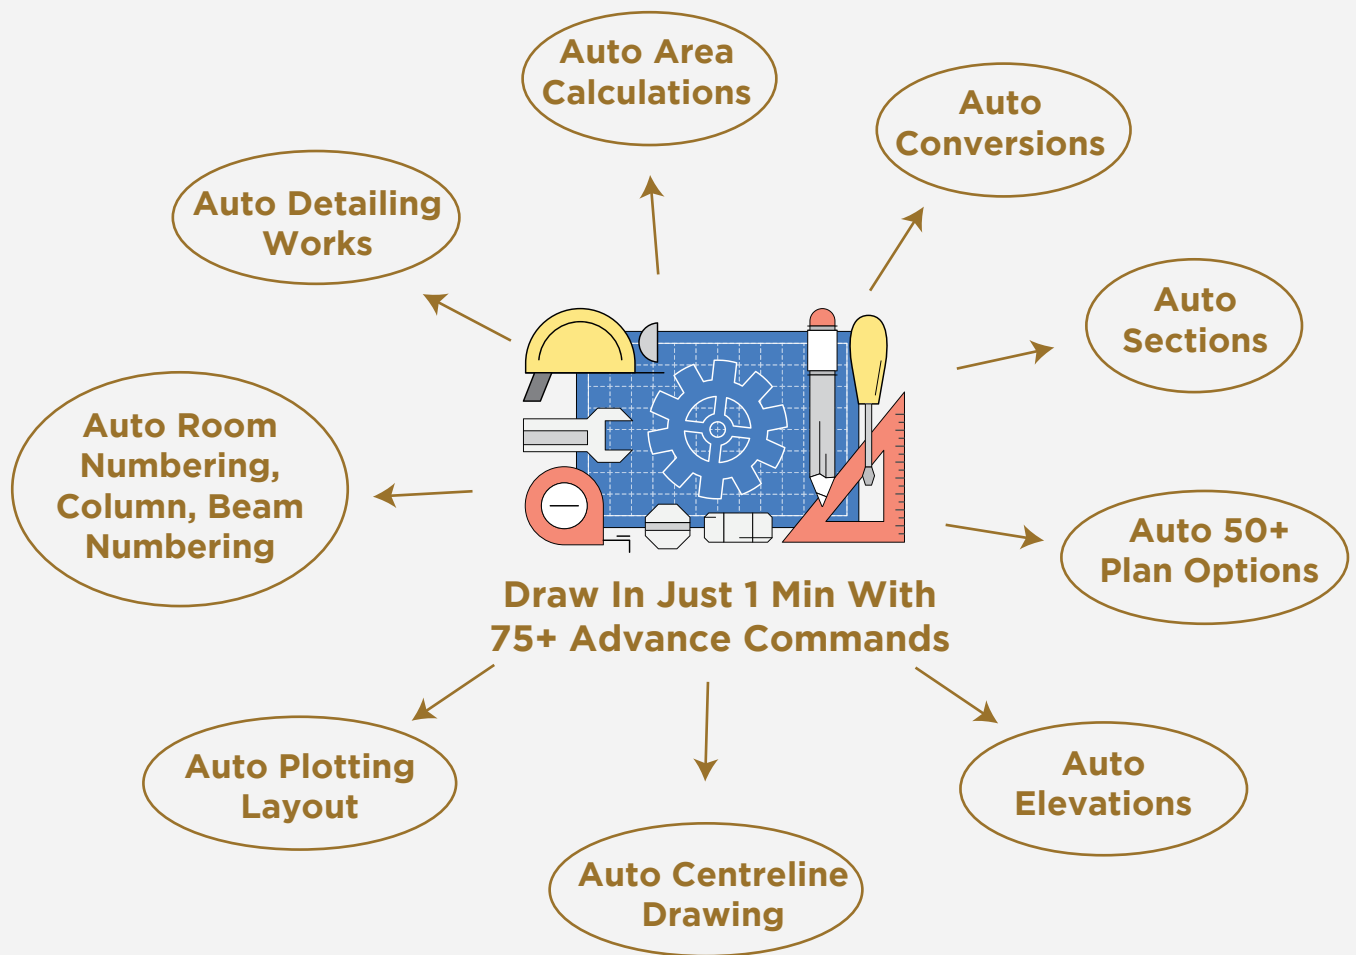 Auto Area
Calculations
Auto
Conversions
Auto Detailing
Works
Auto
Sections
Auto Room
Numbering,
Column, Beam
Numbering
Auto 50+
Plan Options
Draw In Just 1 Min With
75+ Advance Commands
Auto Plotting
Layout
Auto
Elevations
Auto Centreline
Drawing